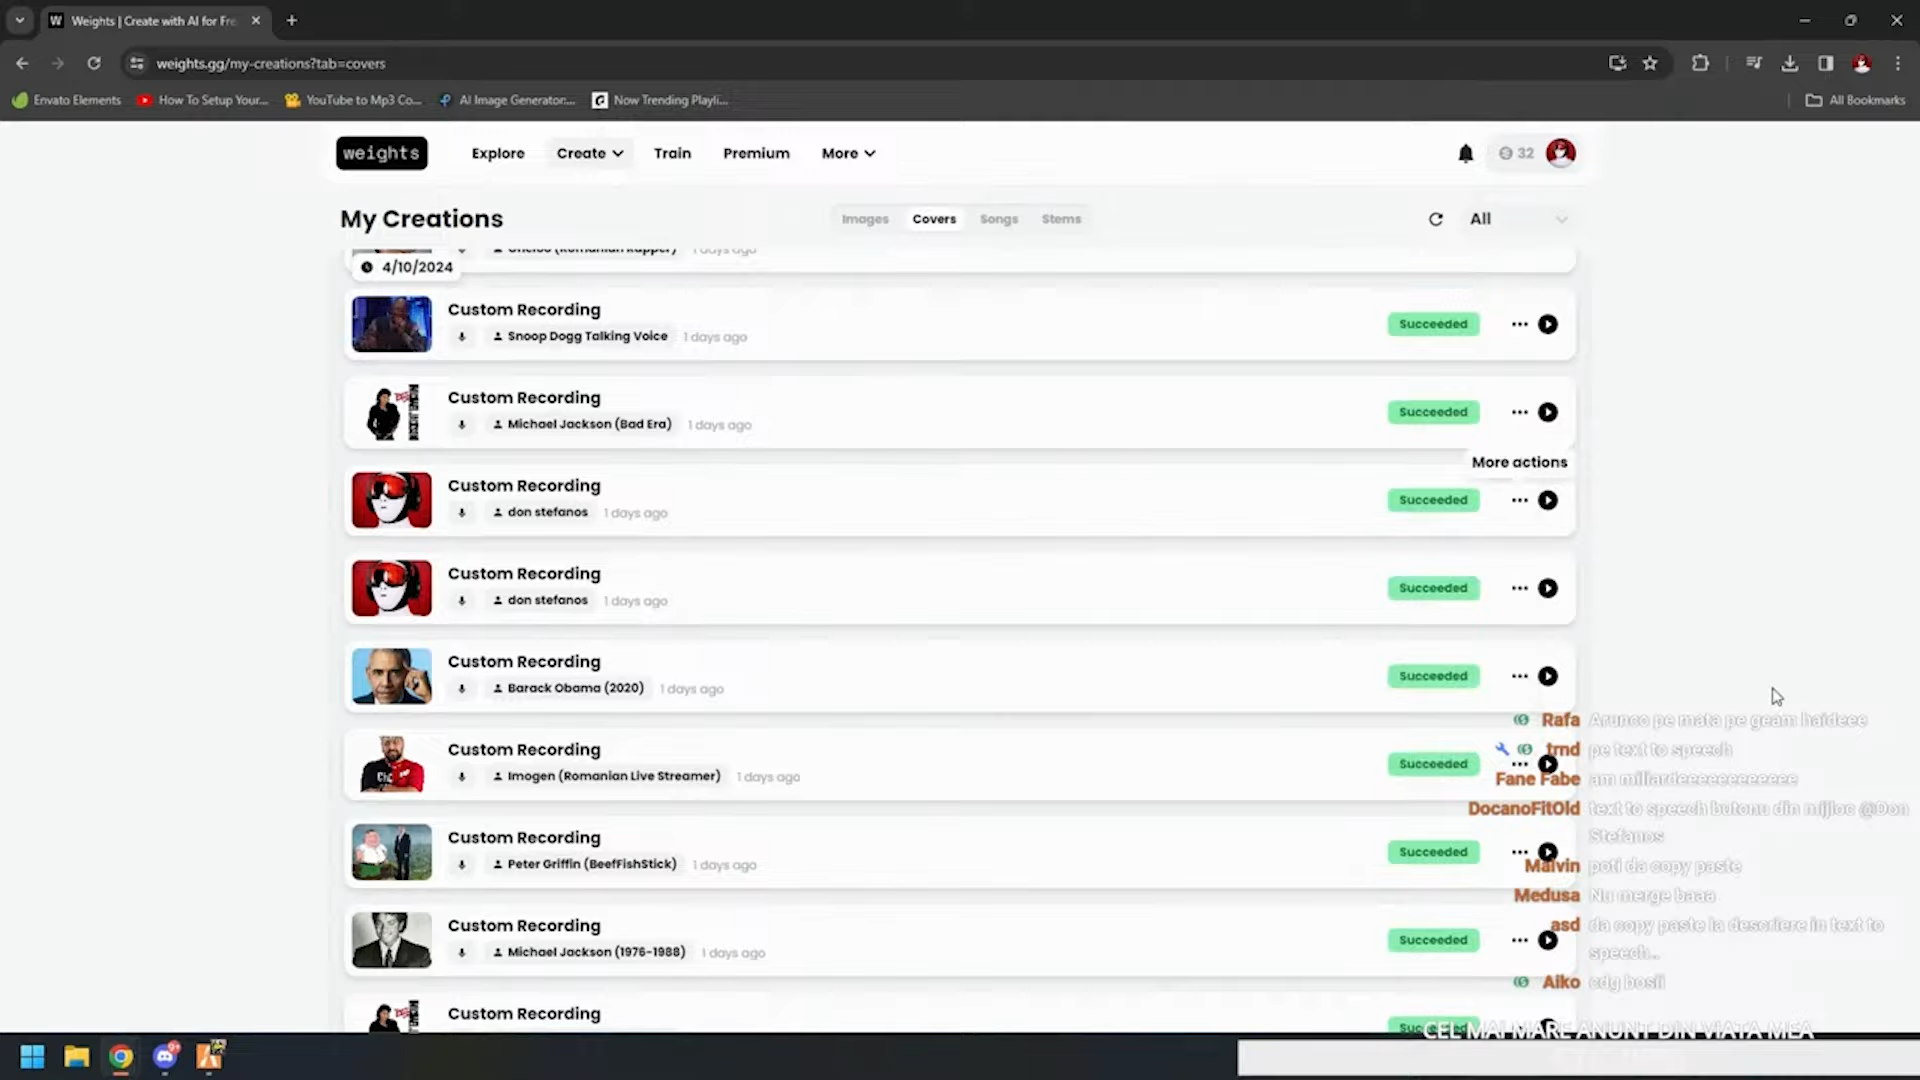 Weights | Create with AI for Fre
weights.gg/my-creations?tab=covers
Envato Elements
How To Setup Your...
YouTube to Mp3 Co...
AI Image Generator:...
Now Trending Playli...
All Bookmarks
weights
Explore
Create
Train
Premium
More
32
My Creations
Images
Covers
Songs
Stems
All
(Romanian Rapper) 1 days ago
4/10/2024
Custom Recording
Snoop Dogg Talking Voice 1 days ago
Succeeded
Custom Recording
Michael Jackson (Bad Era) 1 days ago
Succeeded
More actions
Custom Recording
don stefanos 1 days ago
Succeeded
Custom Recording
don stefanos 1 days ago
Succeeded
Custom Recording
Barack Obama (2020) 1 days ago
Succeeded
Custom Recording
Imogen (Romanian Live Streamer) 1 days ago
Succeeded
Custom Recording
Peter Griffin (BeefFishStick) 1 days ago
Succeeded
Custom Recording
Michael Jackson (1976-1988) 1 days ago
Succeeded
Custom Recording
Rafa Arunco pe mata pe geam haideee
trnd pe text to speech
Fane Fabe am miliardeeeeeeeeeeee
DocanoFitOld text to speech butonu din mijloc @Don
Stefanos
Malvin poti da copy paste
Medusa Nu merge baaa
asd da copy paste la descriere in text to
speech..
Aiko cdg bosii
CEL MAI MARE ANUNT DIN VIATA MEA